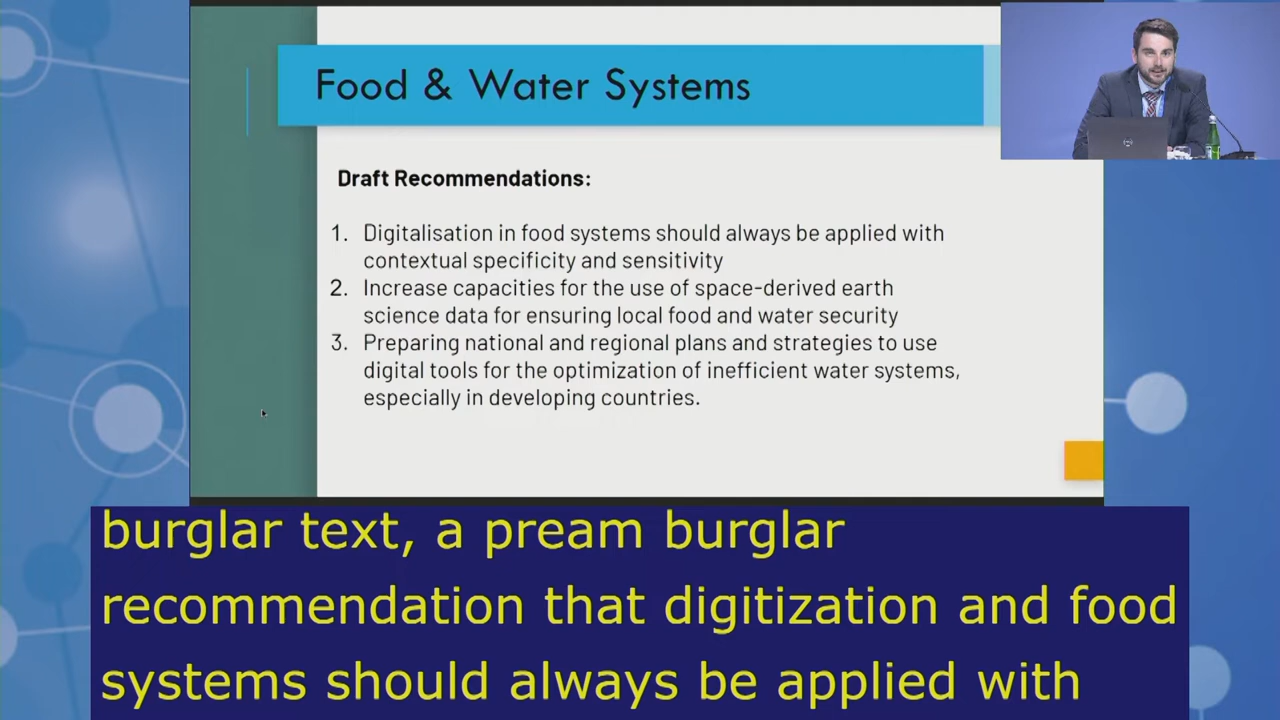 Food & Water Systems
Draft Recommendations:
1. Digitalisation in food systems should always be applied with
contextual specificity and sensitivity
2. Increase capacities for the use of space-derived earth
science data for ensuring local food and water security
3. Preparing national and regional plans and strategies to use
digital tools for the optimization of inefficient water systems,
especially in developing countries.
burglar text, a pream burglar
recommendation that digitization and food
systems should always be applied with